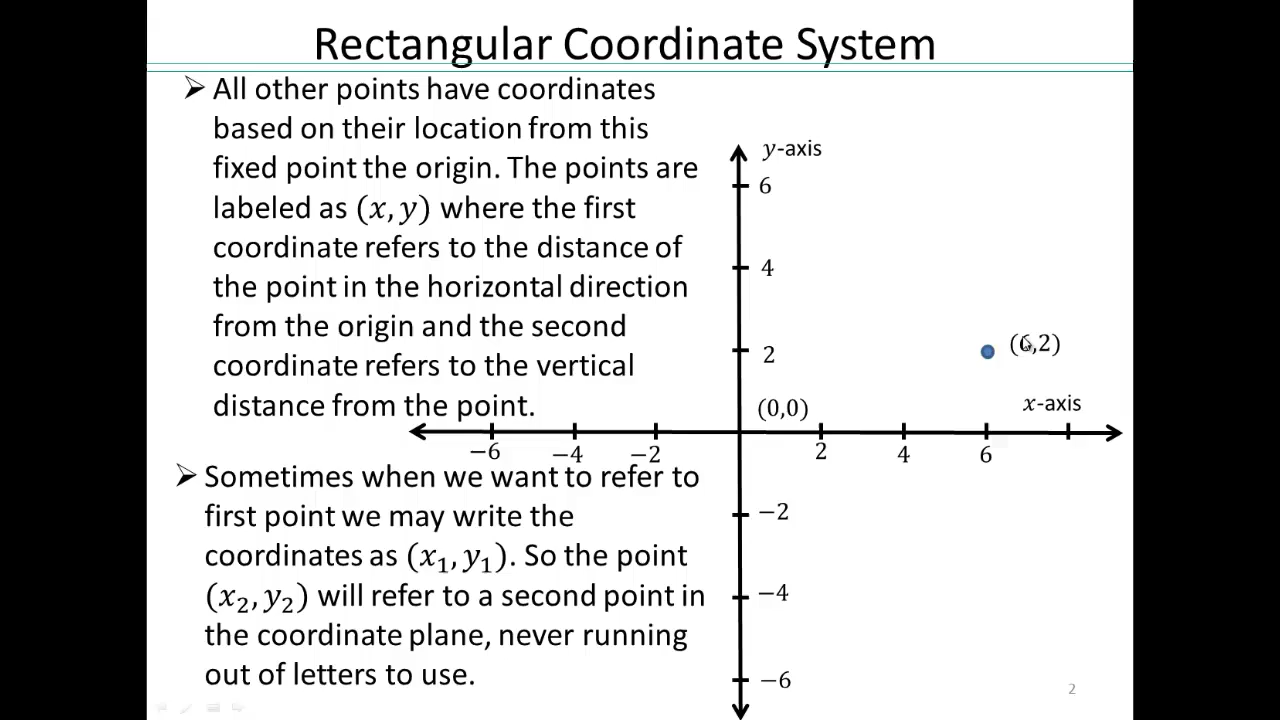 Rectangular Coordinate System
➢ All other points have coordinates
based on their location from this
fixed point the origin. The points are
labeled as (x, y) where the first
coordinate refers to the distance of
the point in the horizontal direction
from the origin and the second
coordinate refers to the vertical
distance from the point.
➢ Sometimes when we want to refer to
first point we may write the
coordinates as (x₁, y₁). So the point
(x₂, y₂) will refer to a second point in
the coordinate plane, never running
out of letters to use.
y-axis
6
4
2
(6,2)
(0,0)
x-axis
−6 −4 −2 2 4 6
−2
−4
−6
2